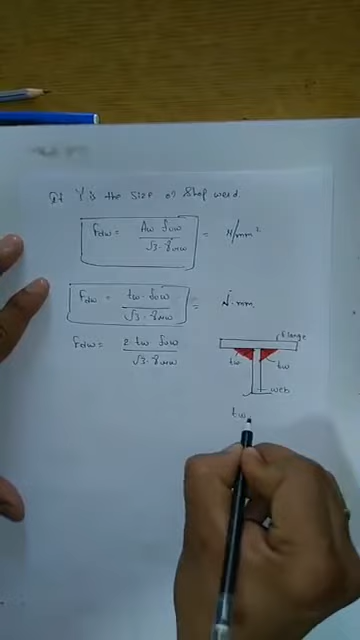 If Y is the size of Shop weld.
Fdw = Aw fuw / √3 · γmw = N/mm²
Fdw = tw · fuw / √3 · γmw = N · mm
Fdw = 2 · tw fuw / √3 · γmw
flange
tw tw
web
tw